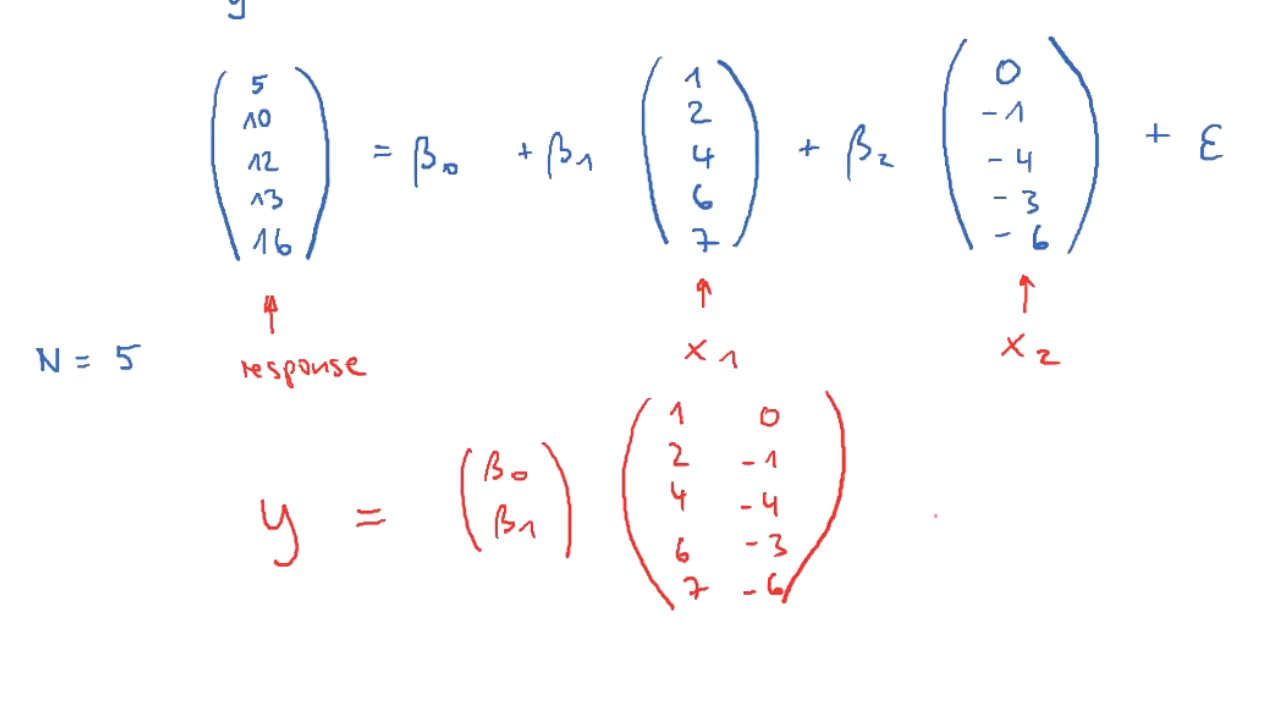 y
( 5 10 12 13 16 ) = β₀ + β₁ ( 1 2 4 6 7 ) + β₂ ( 0 -1 -4 -3 -6 ) + ε
↑ ↑ ↑
N = 5 response x₁ x₂
y = ( β₀ β₁ ) ( 1 0
2 -1
4 -4
6 -3
7 -6 )